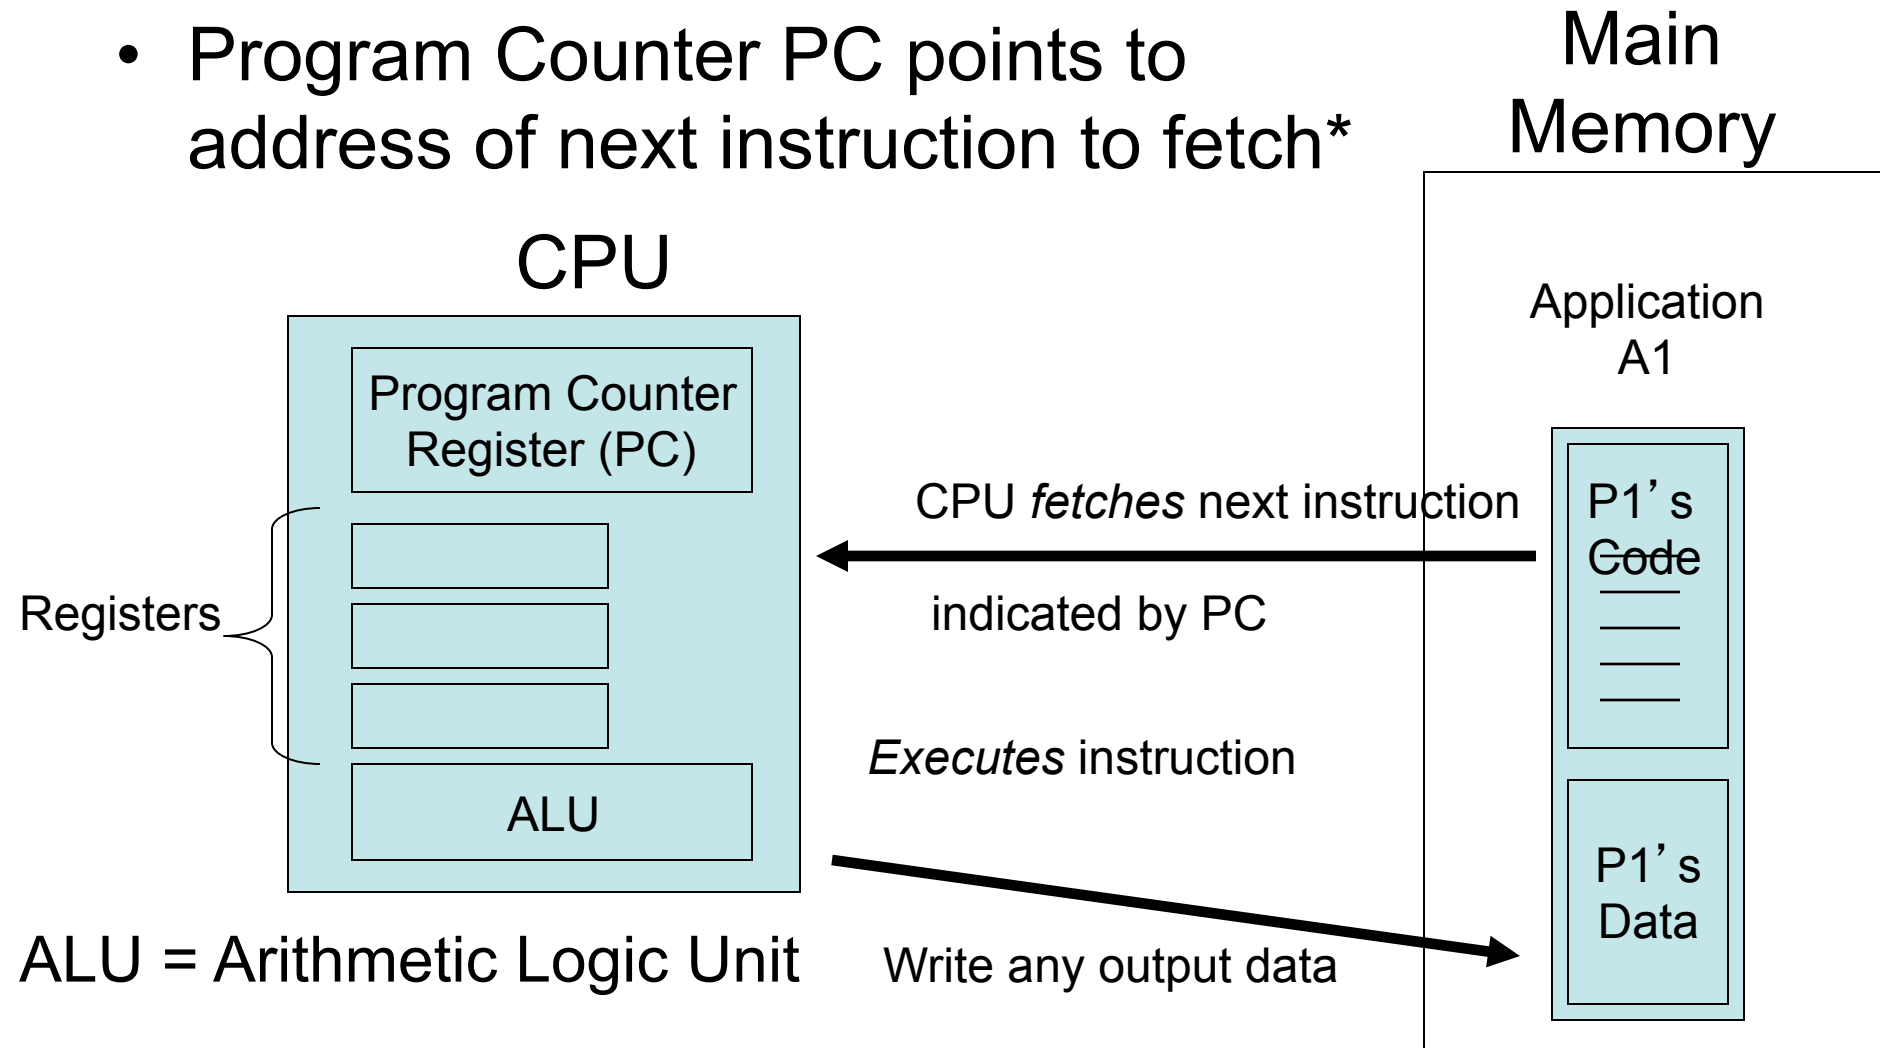 • Program Counter PC points to
address of next instruction to fetch*
Main
Memory
CPU
Application
A1
Program Counter
Register (PC)
CPU fetches next instruction
indicated by PC
P1’s
Code
Registers
Executes instruction
ALU
P1’s
Data
ALU = Arithmetic Logic Unit
Write any output data